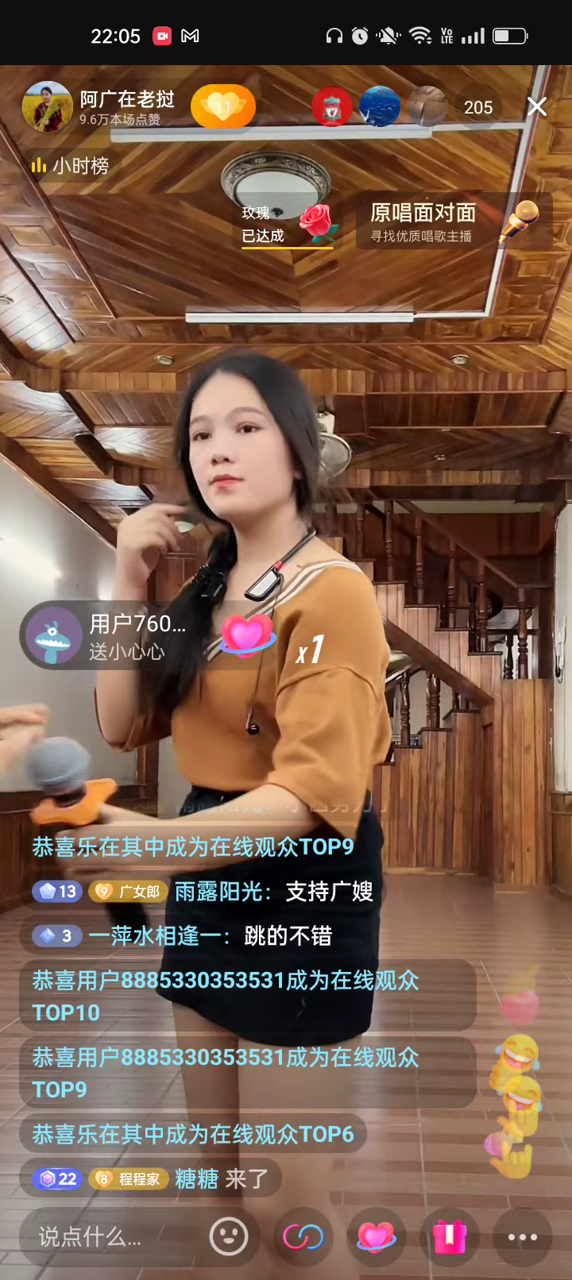 22:05
Vo
LTE
阿广在老挝
9.6万本场点赞
11
205
小时榜
玫瑰
已达成
原唱面对面
寻找优质唱歌主播
用户760...
送小心心
x1
恭喜乐在其中成为在线观众TOP9
13 9 广女郎 雨露阳光：支持广嫂
3 一萍水相逢一：跳的不错
恭喜用户8885330353531成为在线观众
TOP10
恭喜用户8885330353531成为在线观众
TOP9
恭喜乐在其中成为在线观众TOP6
22 8 程程家 糖糖 来了
说点什么...